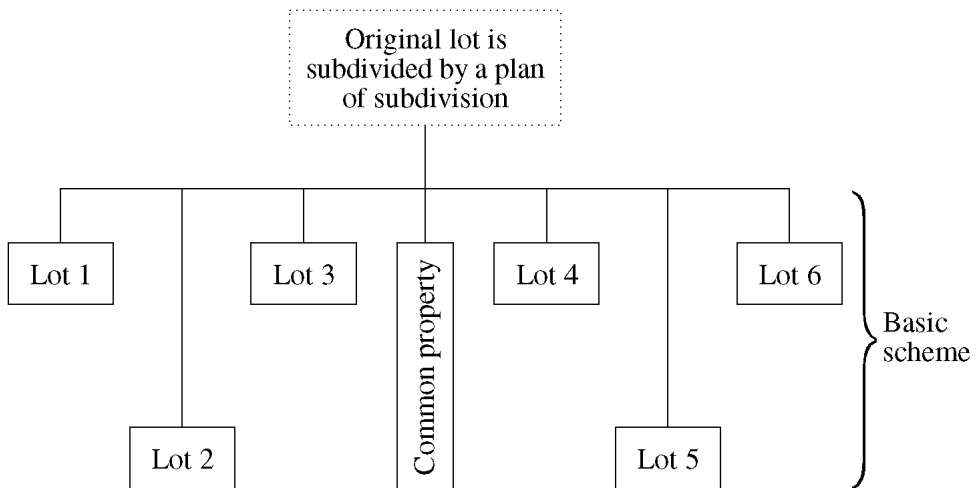 Original lot is
subdivided by a plan
of subdivision
Lot 1
Lot 3
Common property
Lot 4
Lot 6
Basic
scheme
Lot 2
Lot 5